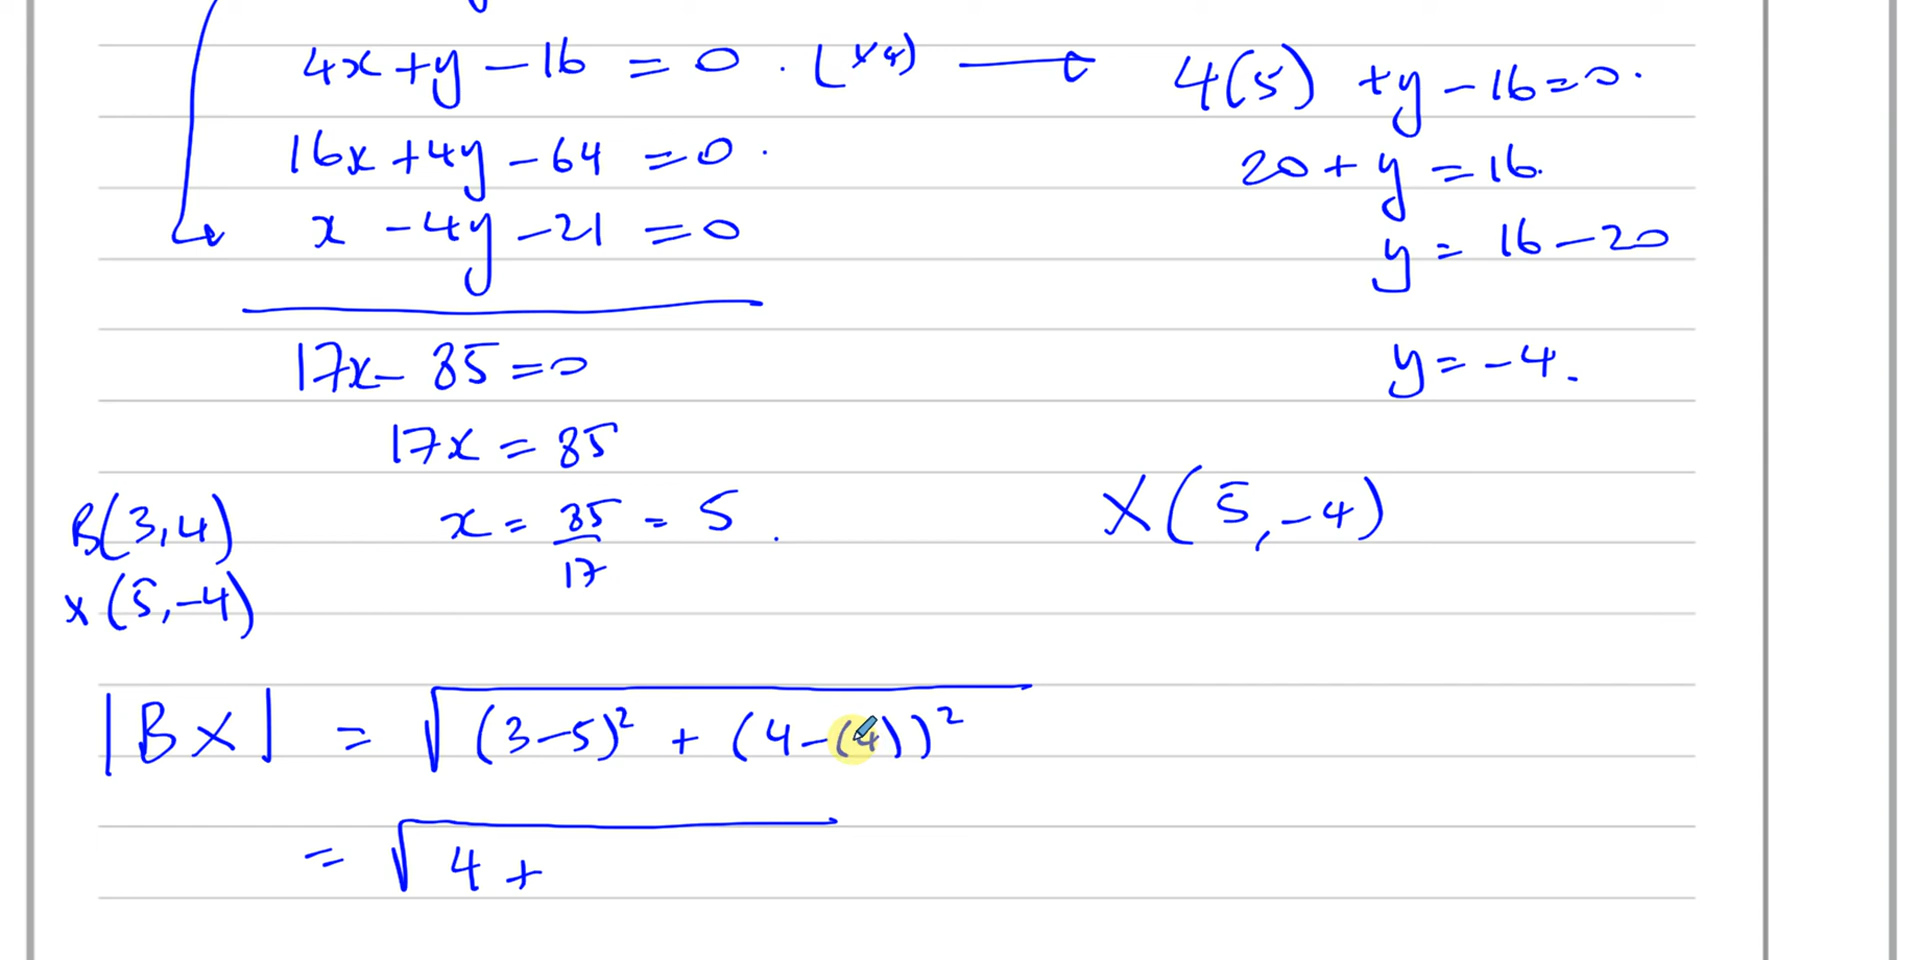 4x + y - 16 = 0 . (x4) → 4(5) + y - 16 = 0.
16x + 4y - 64 = 0. 20 + y = 16.
x - 4y - 21 = 0 y = 16 - 20
17x - 85 = 0 y = -4.
17x = 85
B(3,4) x = 85/17 = 5. X(5,-4)
X(5,-4)
|BX| = √((3-5)² + (4-(4))²
= √(4 +